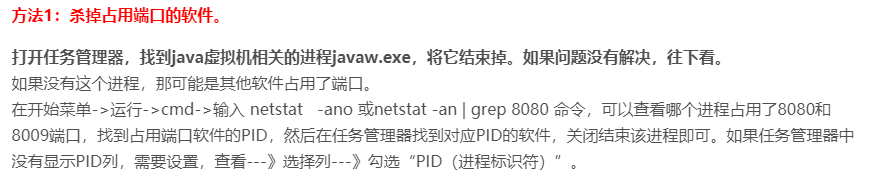 方法1：杀掉占用端口的软件。
打开任务管理器，找到java虚拟机相关的进程javaw.exe，将它结束掉。如果问题没有解决，往下看。
如果没有这个进程，那可能是其他软件占用了端口。
在开始菜单->运行->cmd->输入 netstat   -ano 或netstat -an | grep 8080 命令，可以查看哪个进程占用了8080和
8009端口，找到占用端口软件的PID，然后在任务管理器找到对应PID的软件，关闭结束该进程即可。如果任务管理器中
没有显示PID列，需要设置，查看---》选择列---》勾选“PID（进程标识符）“ 。